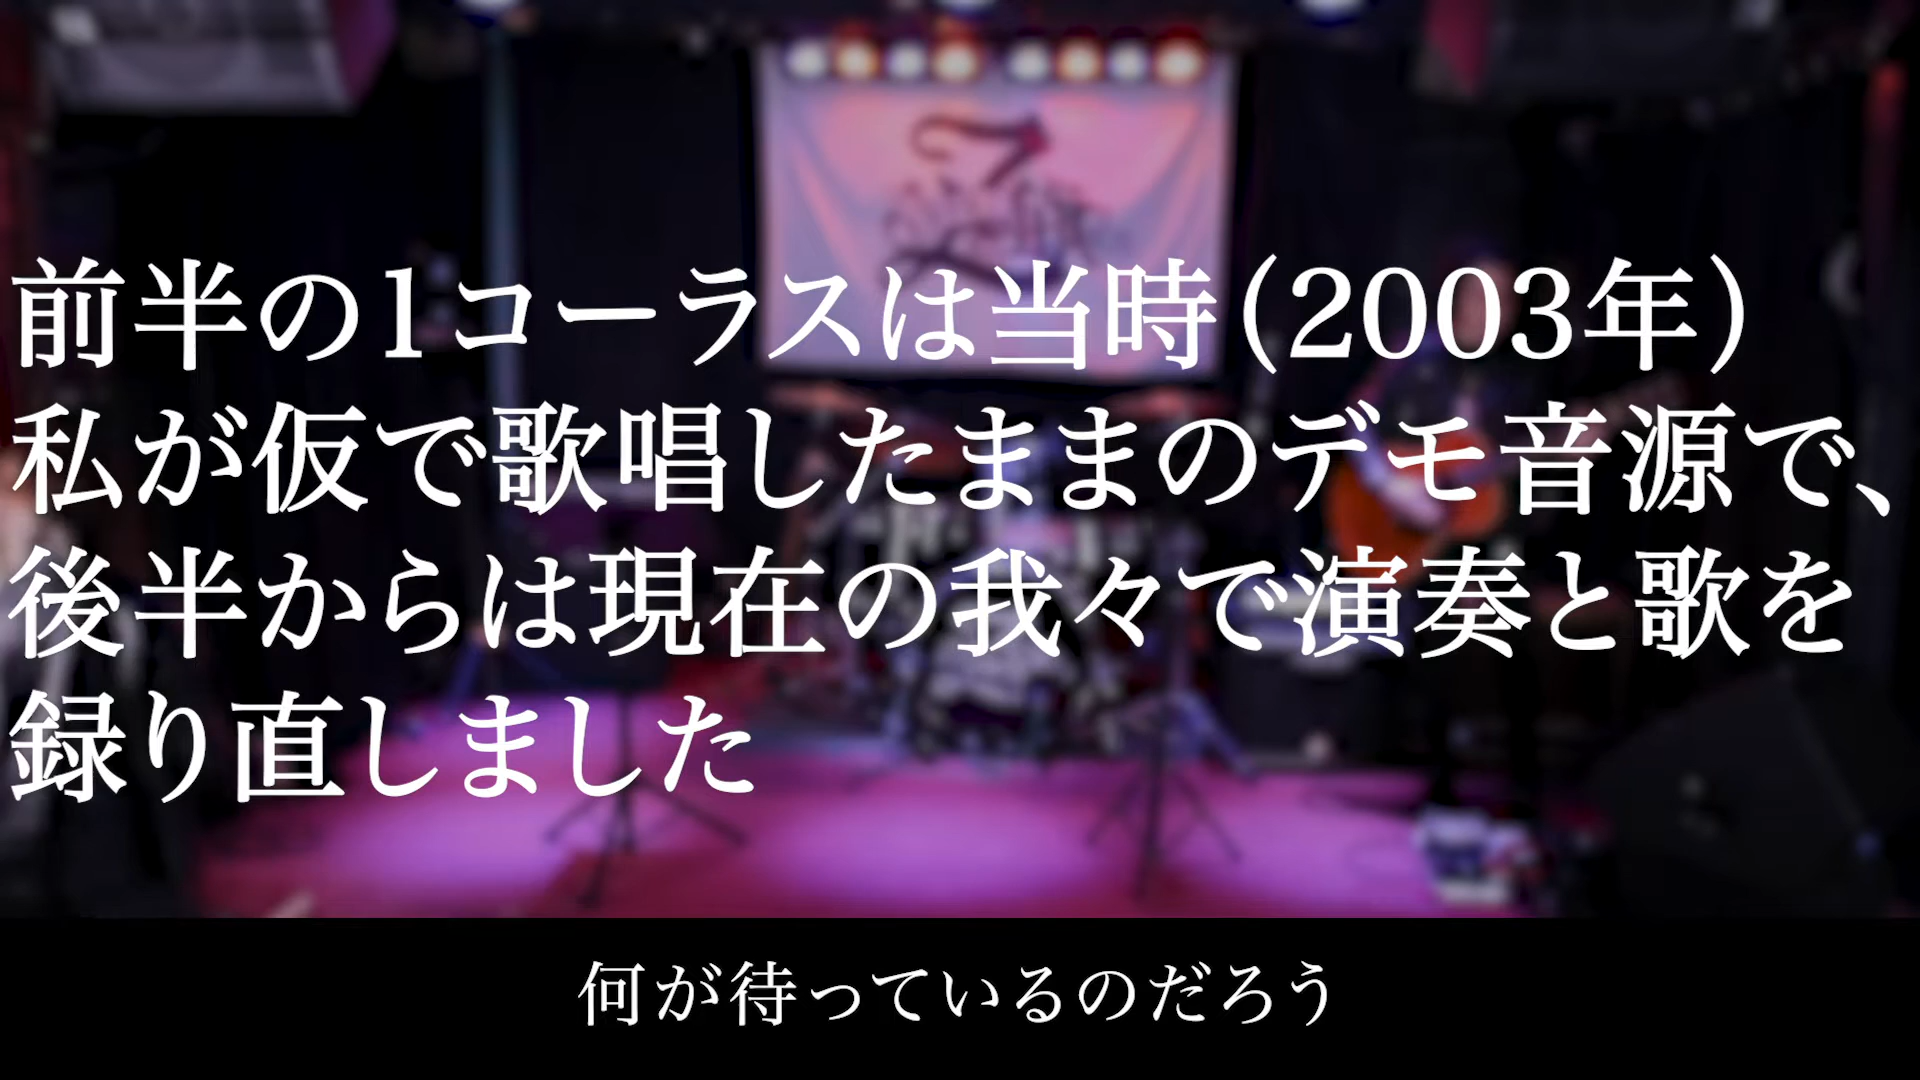 前半の1コーラスは当時(2003年)
私が仮で歌唱したままのデモ音源で、
後半からは現在の我々で演奏と歌を
録り直しました
何が待っているのだろう